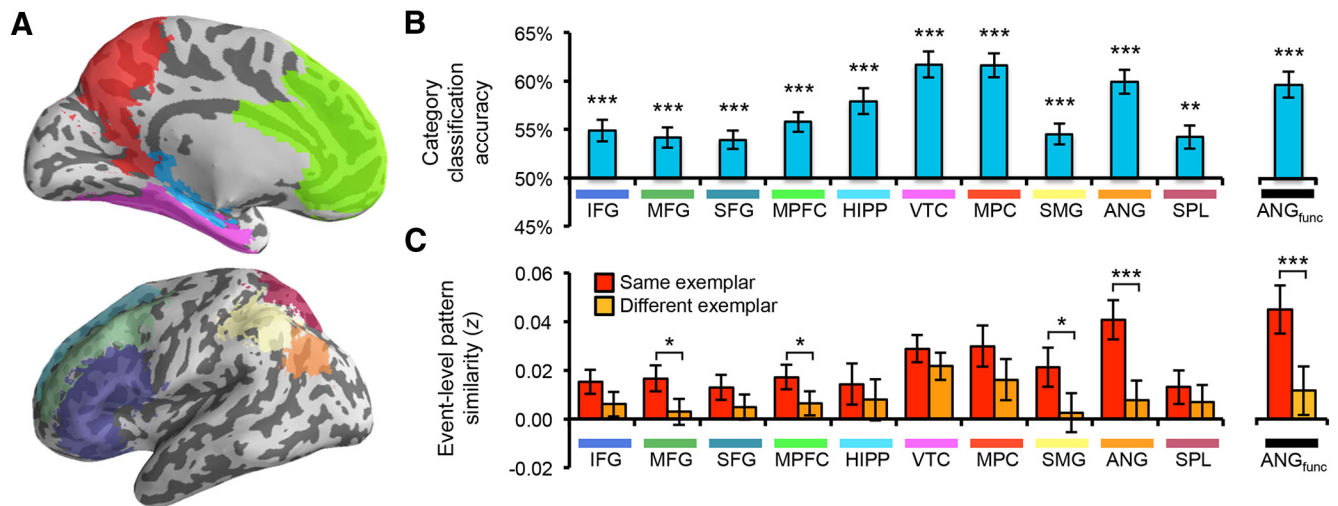 A
B
Category
classification
accuracy
65%
60%
55%
50%
45%
*** *** *** *** *** *** *** *** *** ** ***
IFG MFG SFG MPFC HIPP VTC MPC SMG ANG SPL ANGfunc
C
Event-level pattern
similarity (z)
0.06
0.04
0.02
0.00
-0.02
Same exemplar
Different exemplar
* * * *** ***
IFG MFG SFG MPFC HIPP VTC MPC SMG ANG SPL ANGfunc